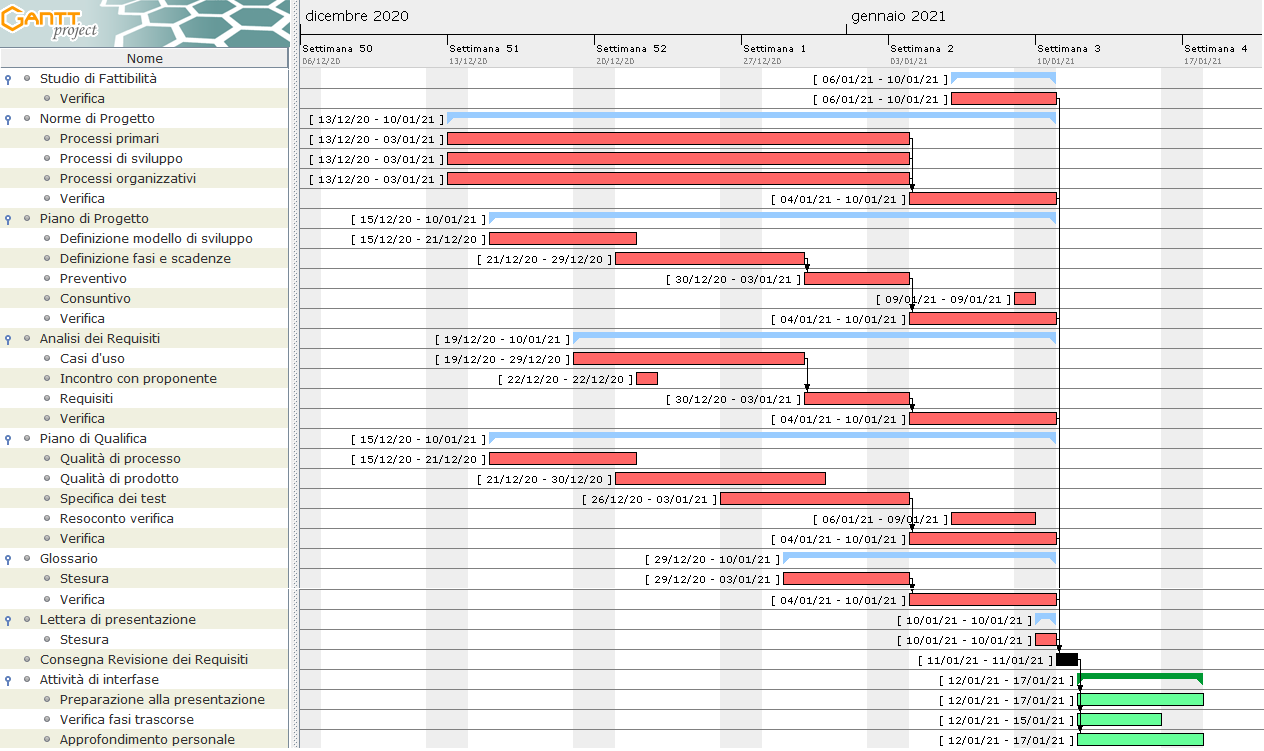 GANTT
project
dicembre 2020
gennaio 2021
Settimana 50
Settimana 51
Settimana 52
Settimana 1
Settimana 2
Settimana 3
Settimana 4
06/12/20
13/12/20
20/12/20
27/12/20
03/01/21
10/01/21
17/01/21
Nome
Studio di Fattibilità [ 06/01/21 - 10/01/21 ]
Verifica [ 06/01/21 - 10/01/21 ]
Norme di Progetto [ 13/12/20 - 10/01/21 ]
Processi primari [ 13/12/20 - 03/01/21 ]
Processi di sviluppo [ 13/12/20 - 03/01/21 ]
Processi organizzativi [ 13/12/20 - 03/01/21 ]
Verifica [ 04/01/21 - 10/01/21 ]
Piano di Progetto [ 15/12/20 - 10/01/21 ]
Definizione modello di sviluppo [ 15/12/20 - 21/12/20 ]
Definizione fasi e scadenze [ 21/12/20 - 29/12/20 ]
Preventivo [ 30/12/20 - 03/01/21 ]
Consuntivo [ 09/01/21 - 09/01/21 ]
Verifica [ 04/01/21 - 10/01/21 ]
Analisi dei Requisiti [ 19/12/20 - 10/01/21 ]
Casi d'uso [ 19/12/20 - 29/12/20 ]
Incontro con proponente [ 22/12/20 - 22/12/20 ]
Requisiti [ 30/12/20 - 03/01/21 ]
Verifica [ 04/01/21 - 10/01/21 ]
Piano di Qualifica [ 15/12/20 - 10/01/21 ]
Qualità di processo [ 15/12/20 - 21/12/20 ]
Qualità di prodotto [ 21/12/20 - 30/12/20 ]
Specifica dei test [ 26/12/20 - 03/01/21 ]
Resoconto verifica [ 06/01/21 - 09/01/21 ]
Verifica [ 04/01/21 - 10/01/21 ]
Glossario [ 29/12/20 - 10/01/21 ]
Stesura [ 29/12/20 - 03/01/21 ]
Verifica [ 04/01/21 - 10/01/21 ]
Lettera di presentazione [ 10/01/21 - 10/01/21 ]
Stesura [ 10/01/21 - 10/01/21 ]
Consegna Revisione dei Requisiti [ 11/01/21 - 11/01/21 ]
Attività di interfase [ 12/01/21 - 17/01/21 ]
Preparazione alla presentazione [ 12/01/21 - 17/01/21 ]
Verifica fasi trascorse [ 12/01/21 - 15/01/21 ]
Approfondimento personale [ 12/01/21 - 17/01/21 ]